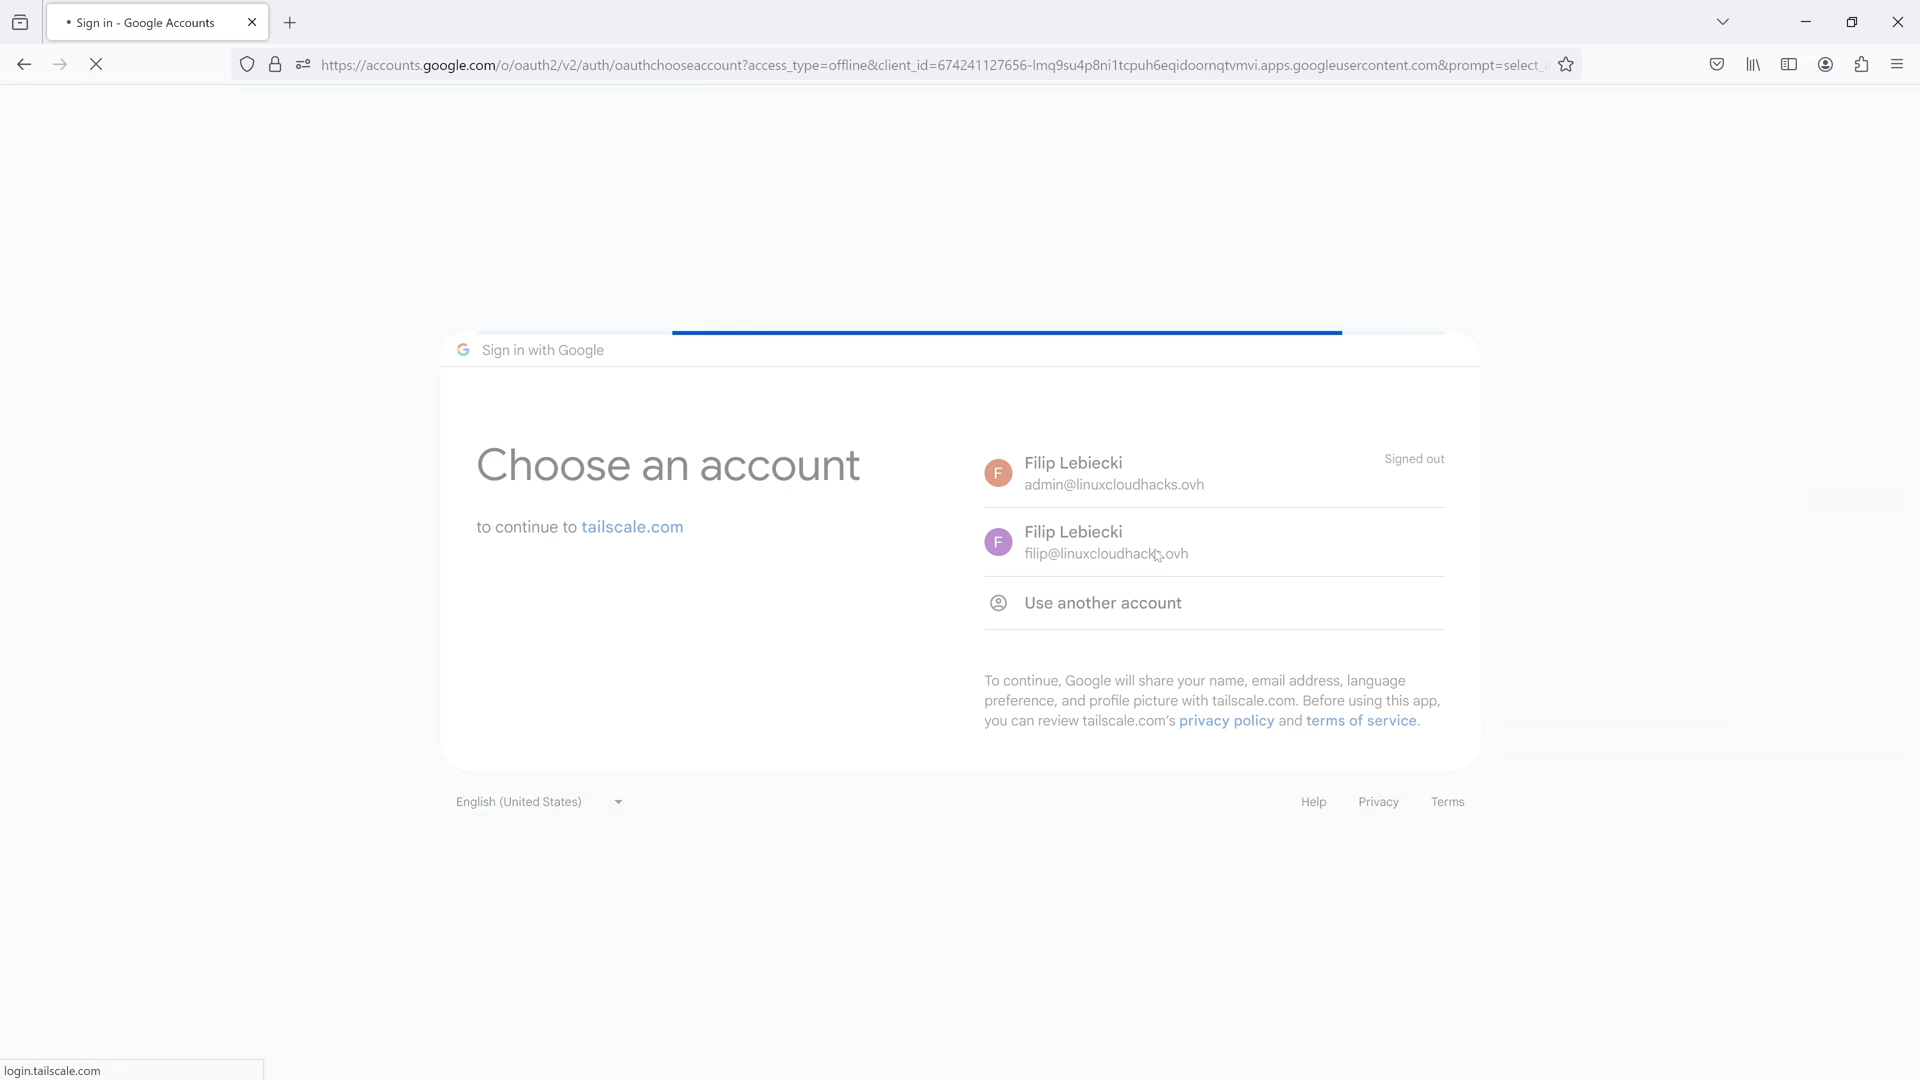 Sign in - Google Accounts
https://accounts.google.com/o/oauth2/v2/auth/oauthchooseaccount?access_type=offline&client_id=674241127656-lmq9su4p8ni1tcpuh6eqidoornqtvmvi.apps.googleusercontent.com&prompt=select_a
Sign in with Google
Choose an account
to continue to tailscale.com
F
Filip Lebiecki
Signed out
admin@linuxcloudhacks.ovh
F
Filip Lebiecki
filip@linuxcloudhacks.ovh
Use another account
To continue, Google will share your name, email address, language
preference, and profile picture with tailscale.com. Before using this app,
you can review tailscale.com's privacy policy and terms of service.
English (United States)
Help
Privacy
Terms
login.tailscale.com